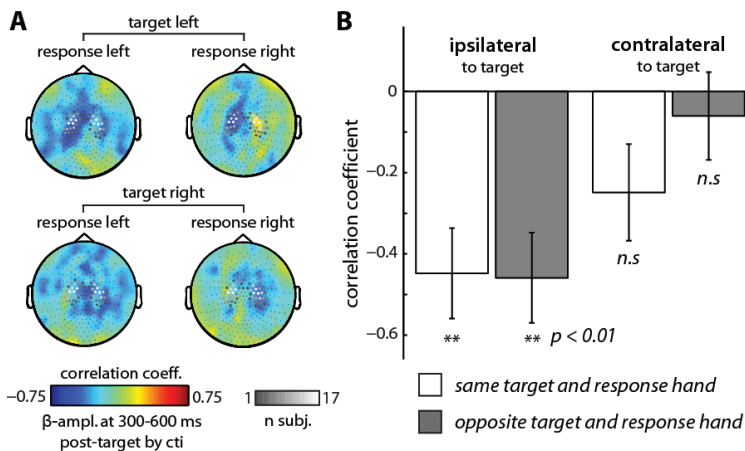 A
target left
response left
response right
target right
response left
response right
correlation coeff.
−0.75
0.75
β-ampl. at 300-600 ms
post-target by cti
1
17
n subj.
B
ipsilateral
to target
contralateral
to target
correlation coefficient
0
−0.2
−0.4
−0.6
n.s
n.s
**
** p < 0.01
same target and response hand
opposite target and response hand